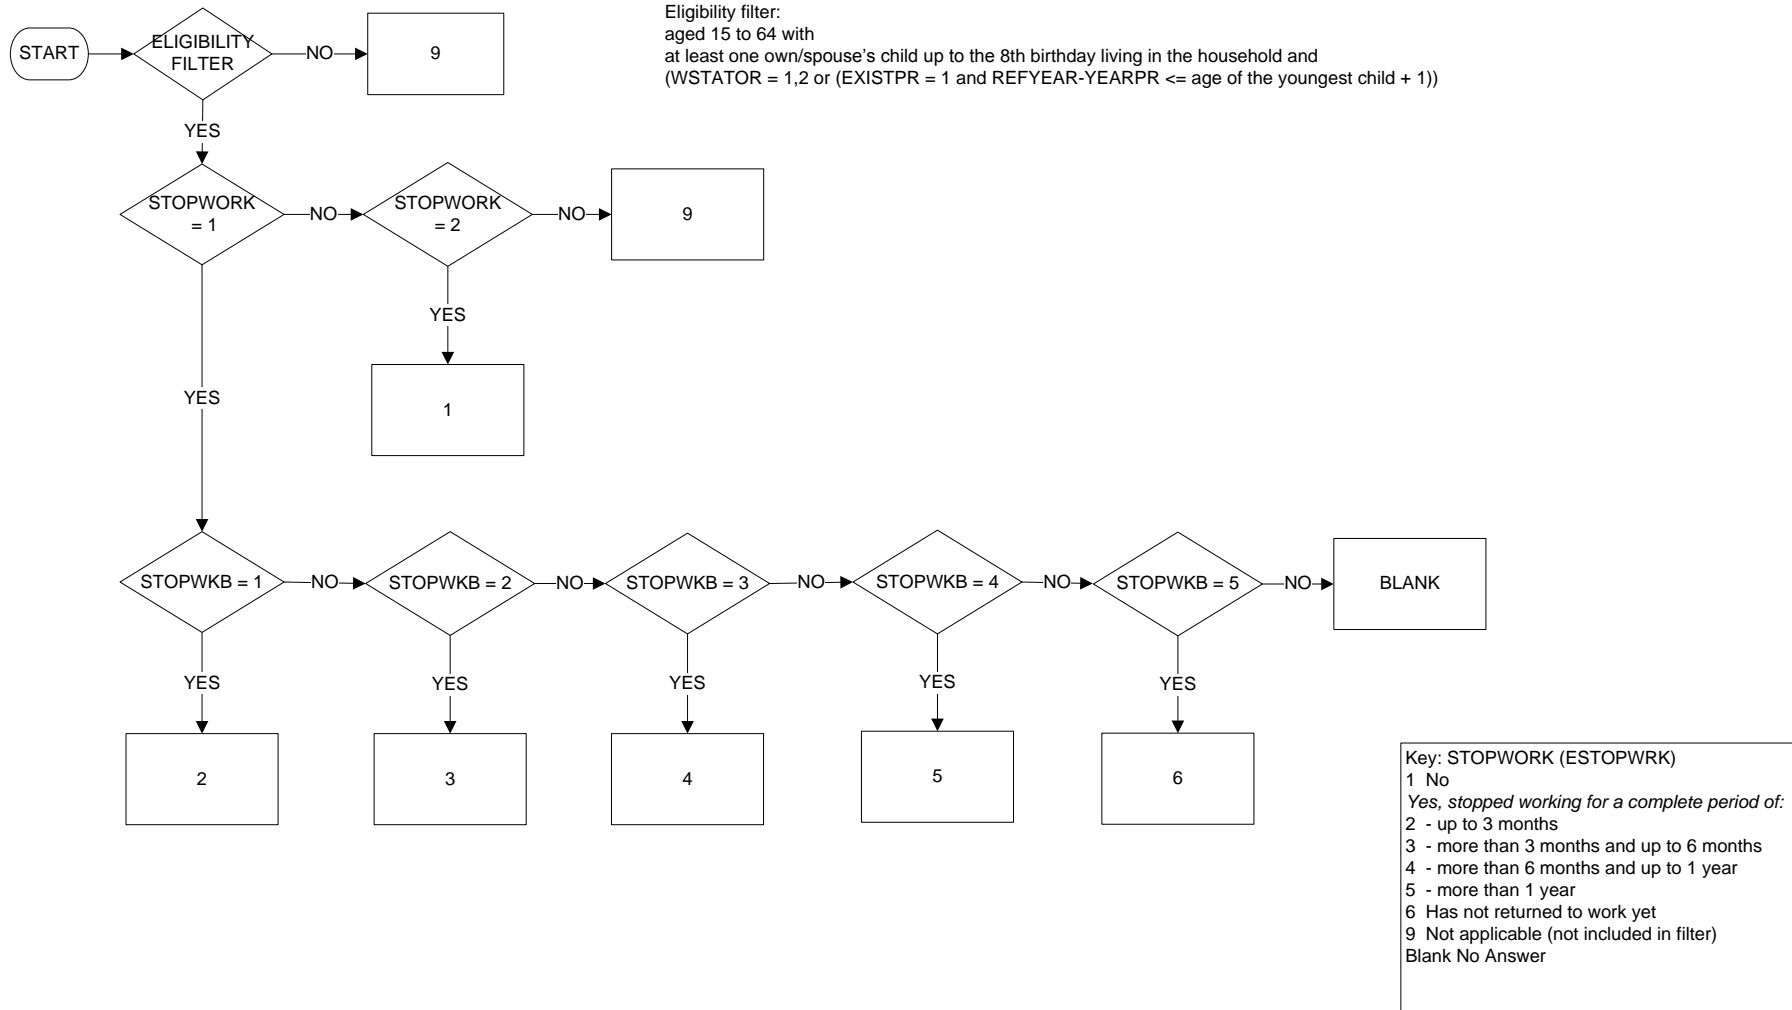 START
ELIGIBILITY
FILTER
NO
9
Eligibility filter:
aged 15 to 64 with
at least one own/spouse's child up to the 8th birthday living in the household and
(WSTATOR = 1,2 or (EXISTPR = 1 and REFYEAR-YEARPR <= age of the youngest child + 1))
YES
STOPWORK
= 1
NO
STOPWORK
= 2
NO
9
YES
1
YES
STOPWKB = 1
NO
STOPWKB = 2
NO
STOPWKB = 3
NO
STOPWKB = 4
NO
STOPWKB = 5
NO
BLANK
YES
YES
YES
YES
YES
2
3
4
5
6
Key: STOPWORK (ESTOPWRK)
1 No
Yes, stopped working for a complete period of:
2 - up to 3 months
3 - more than 3 months and up to 6 months
4 - more than 6 months and up to 1 year
5 - more than 1 year
6 Has not returned to work yet
9 Not applicable (not included in filter)
Blank No Answer